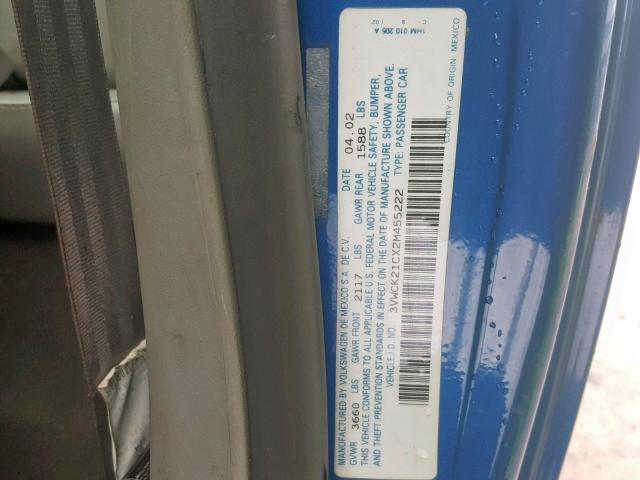 MANUFACTURED BY VOLKSWAGEN DE MEXICO S.A. DE C.V. DATE 04.02
GVWR 3660 LBS GAWR FRONT 2117 LBS GAWR REAR 1588 LBS
THIS VEHICLE CONFORMS TO ALL APPLICABLE U.S. FEDERAL MOTOR VEHICLE SAFETY, BUMPER,
AND THEFT PREVENTION STANDARDS IN EFFECT ON THE DATE OF MANUFACTURE SHOWN ABOVE.
VEHICLE I.D. NO. 3VWCK21CX2M455222 TYPE: PASSENGER CAR
COUNTRY OF ORIGIN MEXICO
1HM 010 205 A
C 8 /02